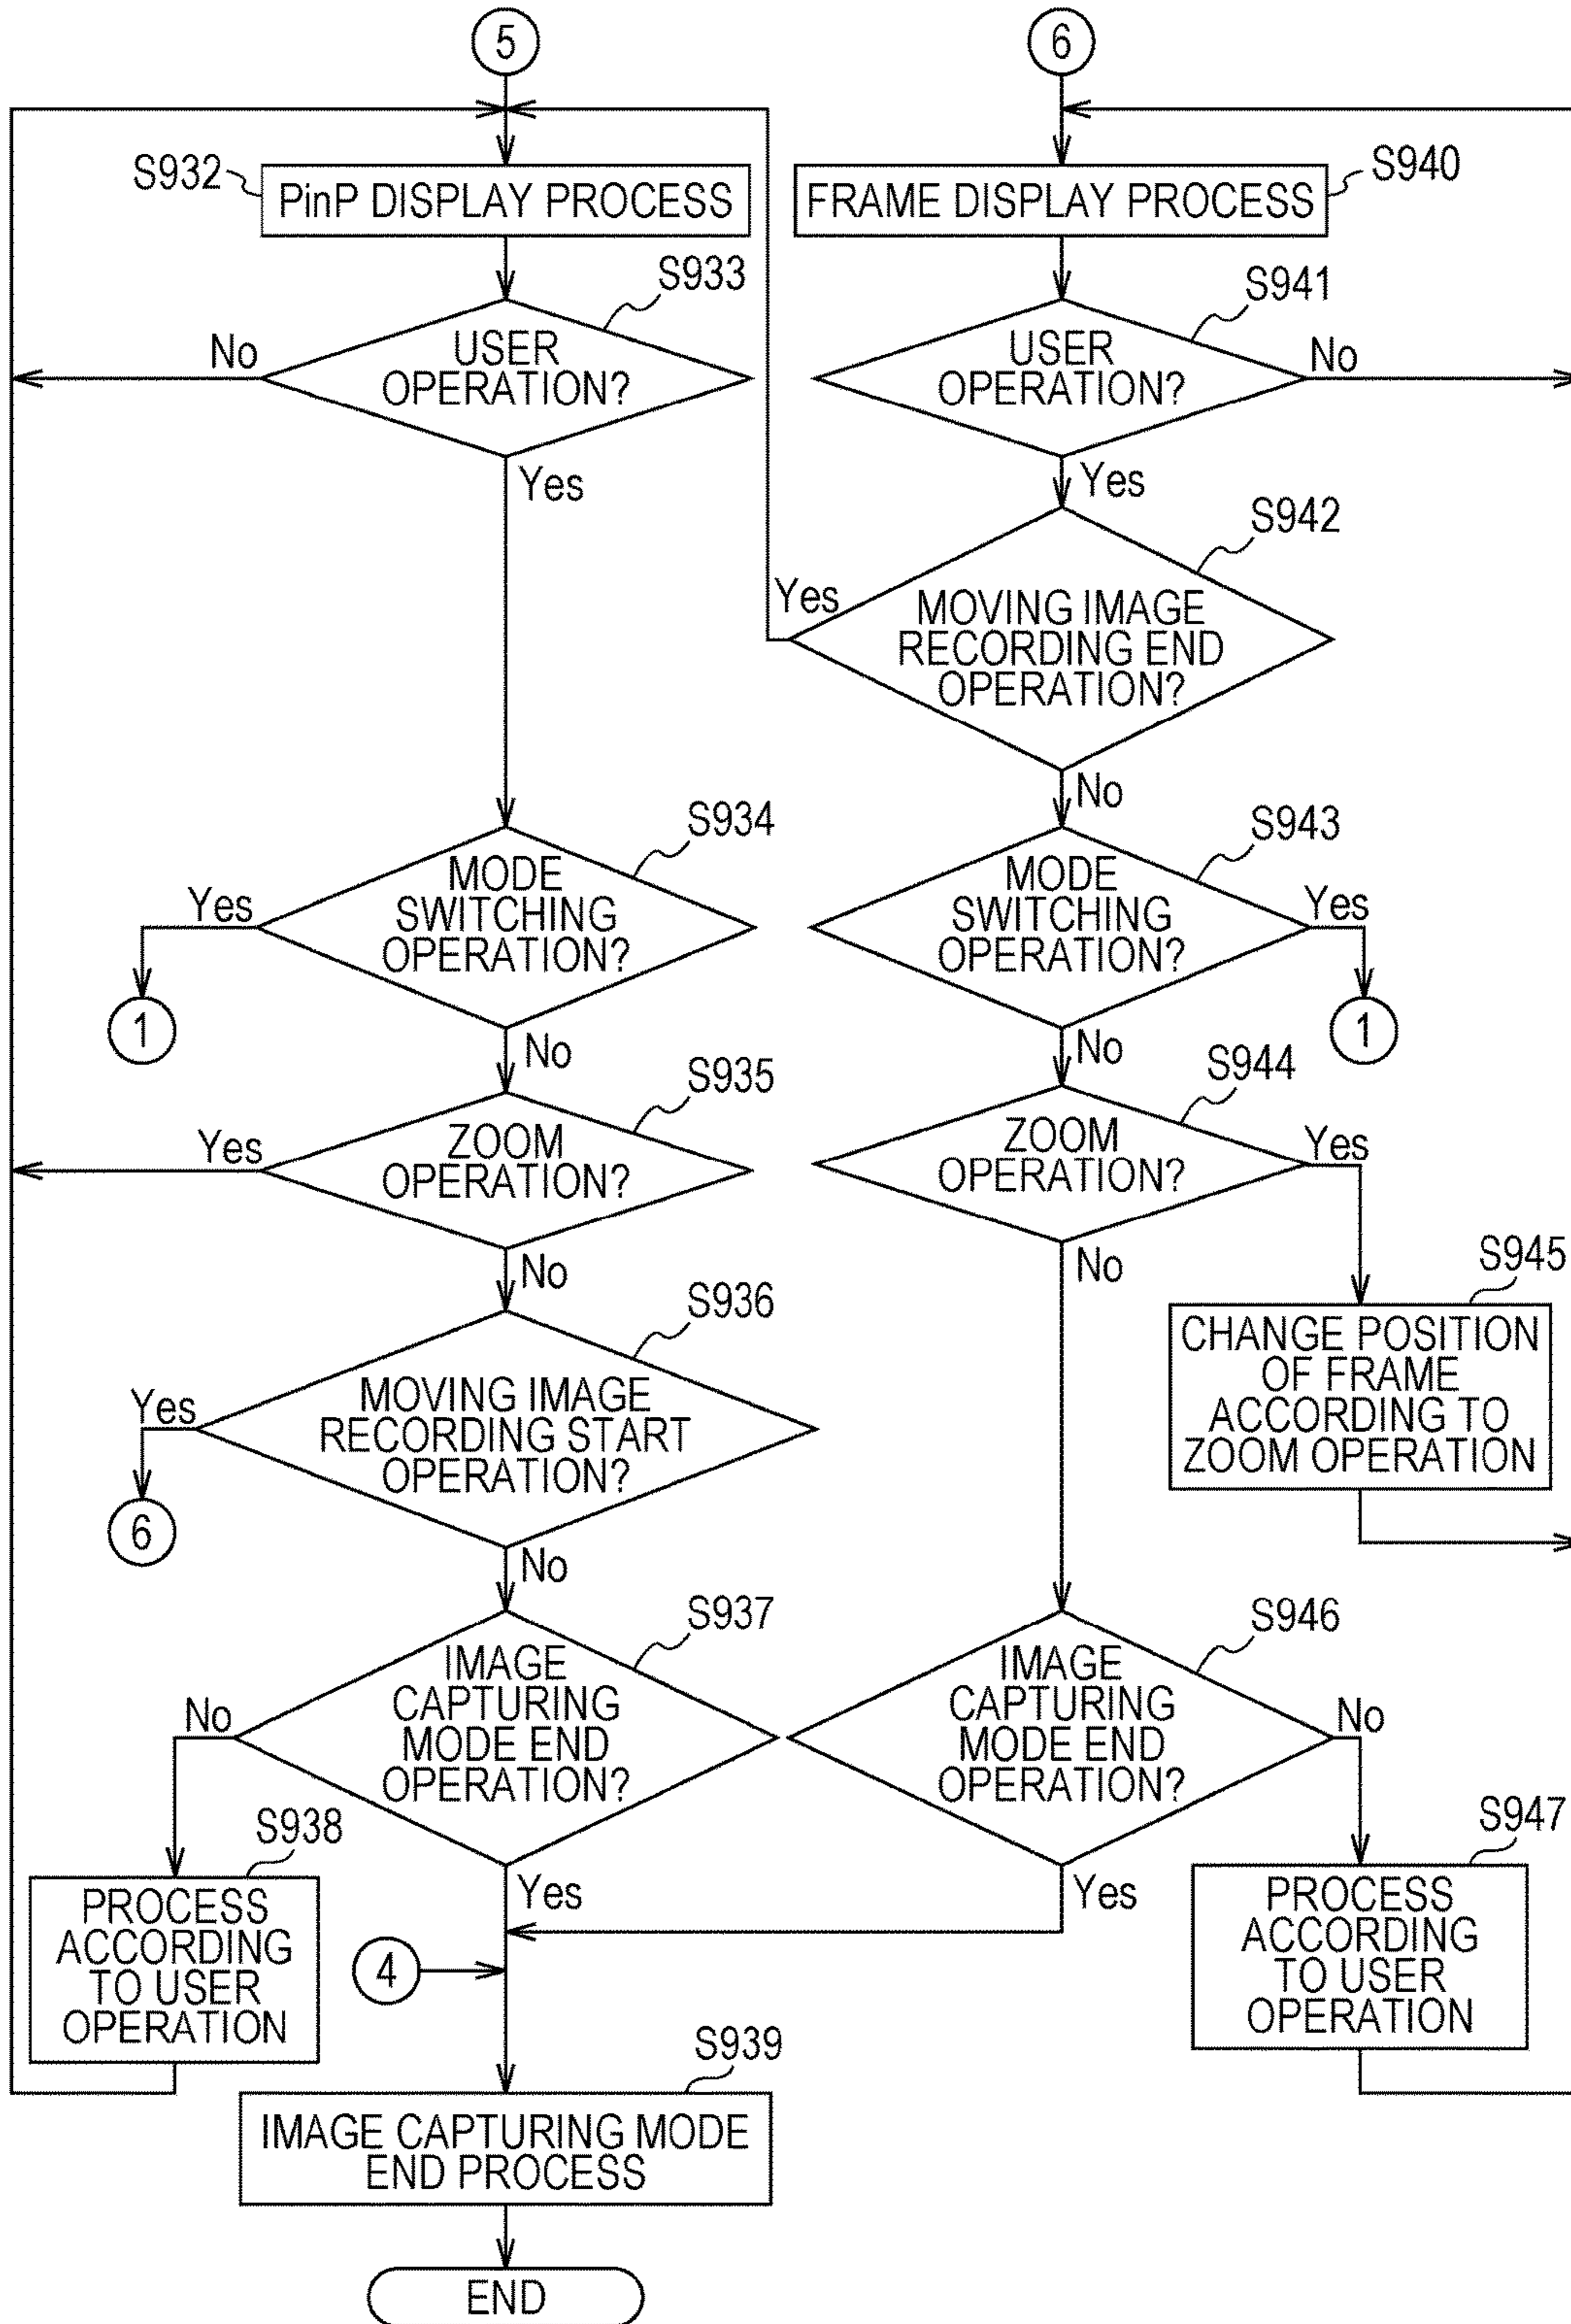 5
6
S932
PinP DISPLAY PROCESS
FRAME DISPLAY PROCESS
S940
S933
USER
OPERATION?
No
Yes
S941
USER
OPERATION?
No
Yes
S942
MOVING IMAGE
RECORDING END
OPERATION?
Yes
No
S934
MODE
SWITCHING
OPERATION?
Yes
1
No
S943
MODE
SWITCHING
OPERATION?
Yes
1
No
S935
ZOOM
OPERATION?
Yes
No
S944
ZOOM
OPERATION?
Yes
No
S945
CHANGE POSITION
OF FRAME
ACCORDING TO
ZOOM OPERATION
S936
MOVING IMAGE
RECORDING START
OPERATION?
Yes
6
No
S937
IMAGE
CAPTURING
MODE END
OPERATION?
No
Yes
S946
IMAGE
CAPTURING
MODE END
OPERATION?
No
Yes
S938
PROCESS
ACCORDING
TO USER
OPERATION
4
S947
PROCESS
ACCORDING
TO USER
OPERATION
S939
IMAGE CAPTURING MODE
END PROCESS
END